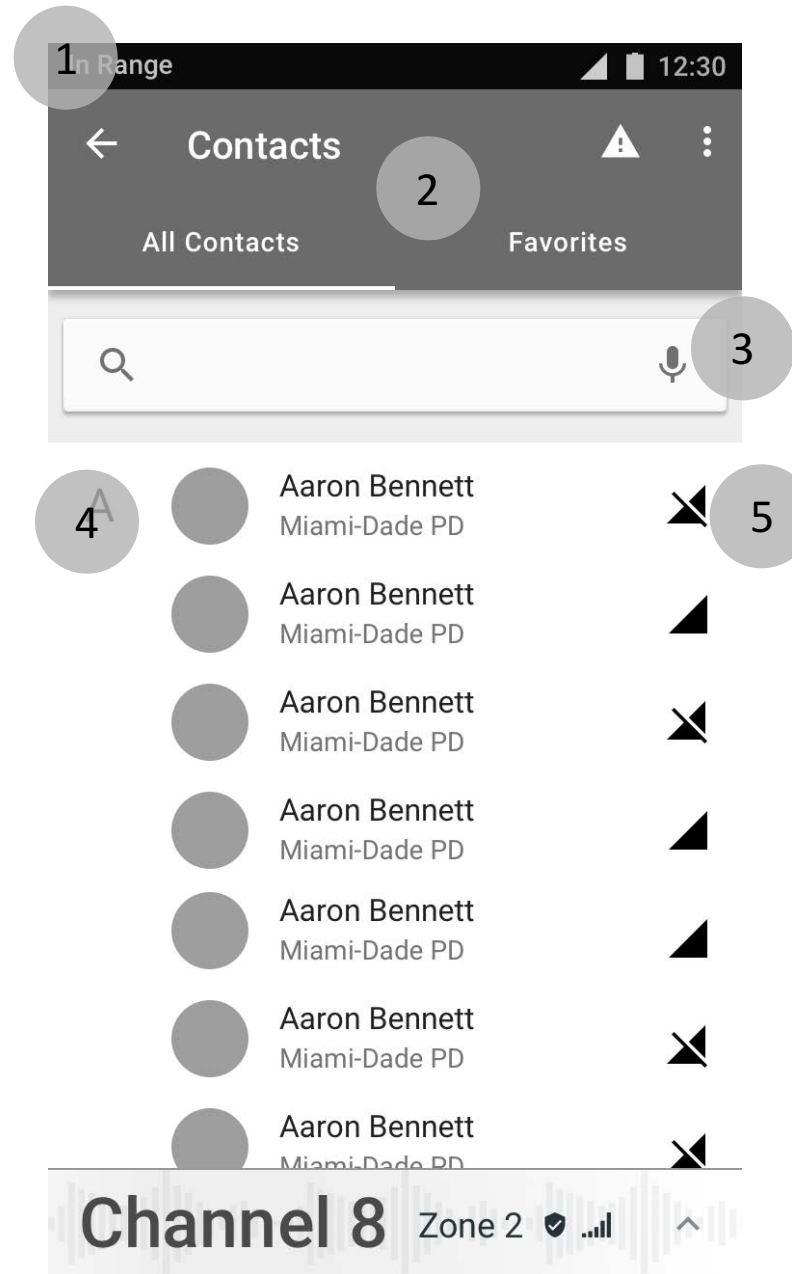 1
In Range 12:30
Contacts
2
All Contacts Favorites
3
A
4
Aaron Bennett
Miami-Dade PD
5
Aaron Bennett
Miami-Dade PD
Aaron Bennett
Miami-Dade PD
Aaron Bennett
Miami-Dade PD
Aaron Bennett
Miami-Dade PD
Aaron Bennett
Miami-Dade PD
Aaron Bennett
Miami-Dade PD
Channel 8 Zone 2